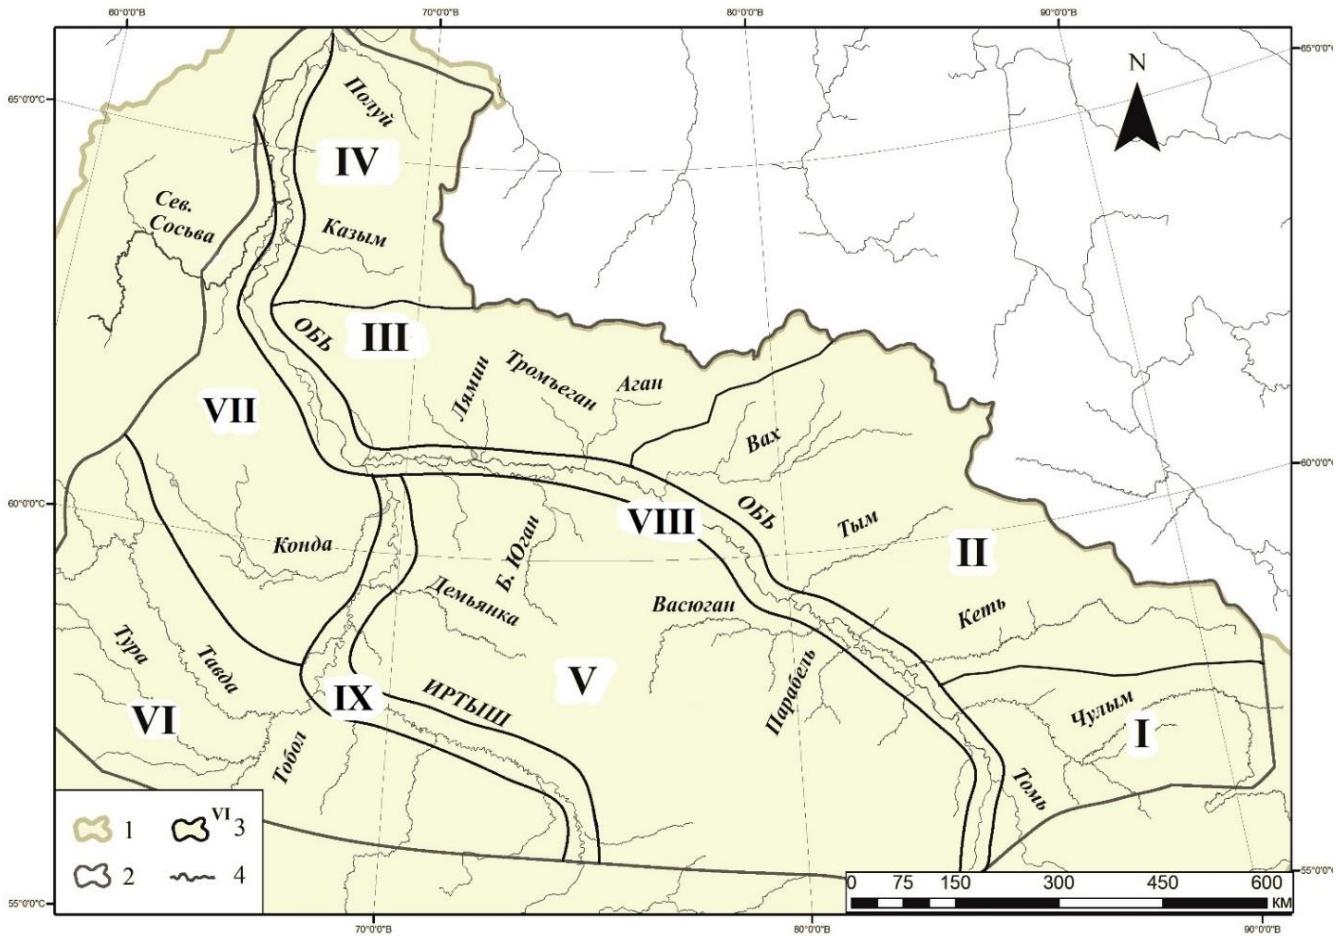 60°0'0"В
70°0'0"В
80°0'0"В
90°0'0"В
65°0'0"С
65°0'0"С
N
Полуй
IV
Сев.
Сосьва
Казым
ОБЬ
III
Лямин
Тромъеган
Аган
VII
Вах
60°0'0"С
60°0'0"С
VIII
ОБЬ
Тым
II
Конда
Б. Юган
Демьянка
Васюган
Кеть
Тура
Тавда
V
Парабель
VI
IX
ИРТЫШ
Чулым
I
Тобол
Томь
1
VI 3
2
4
55°0'0"С
55°0'0"С
0 75 150 300 450 600
КМ
70°0'0"В
80°0'0"В
90°0'0"В